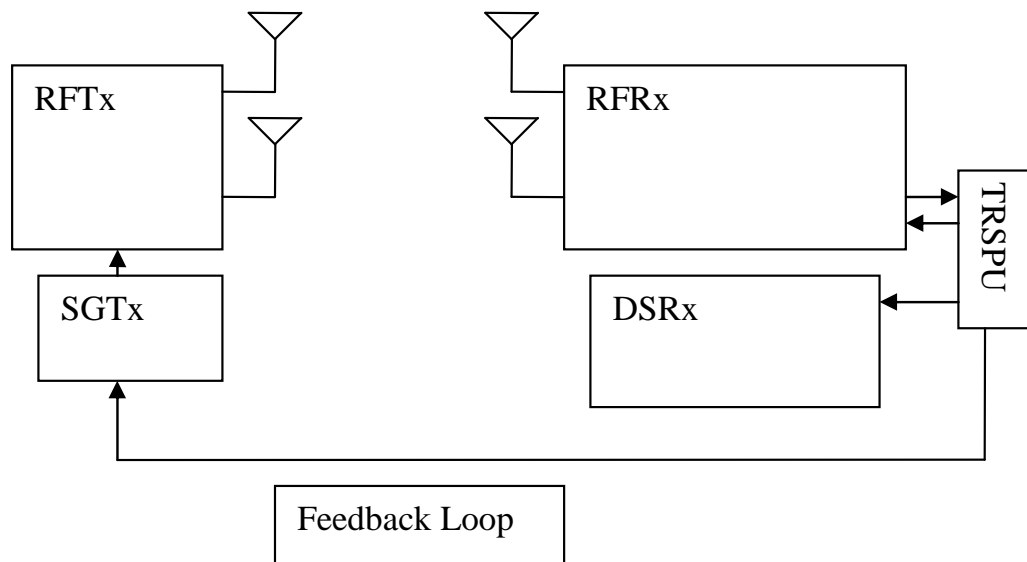 RFTx
RFRx
TRSPU
SGTx
DSRx
Feedback Loop